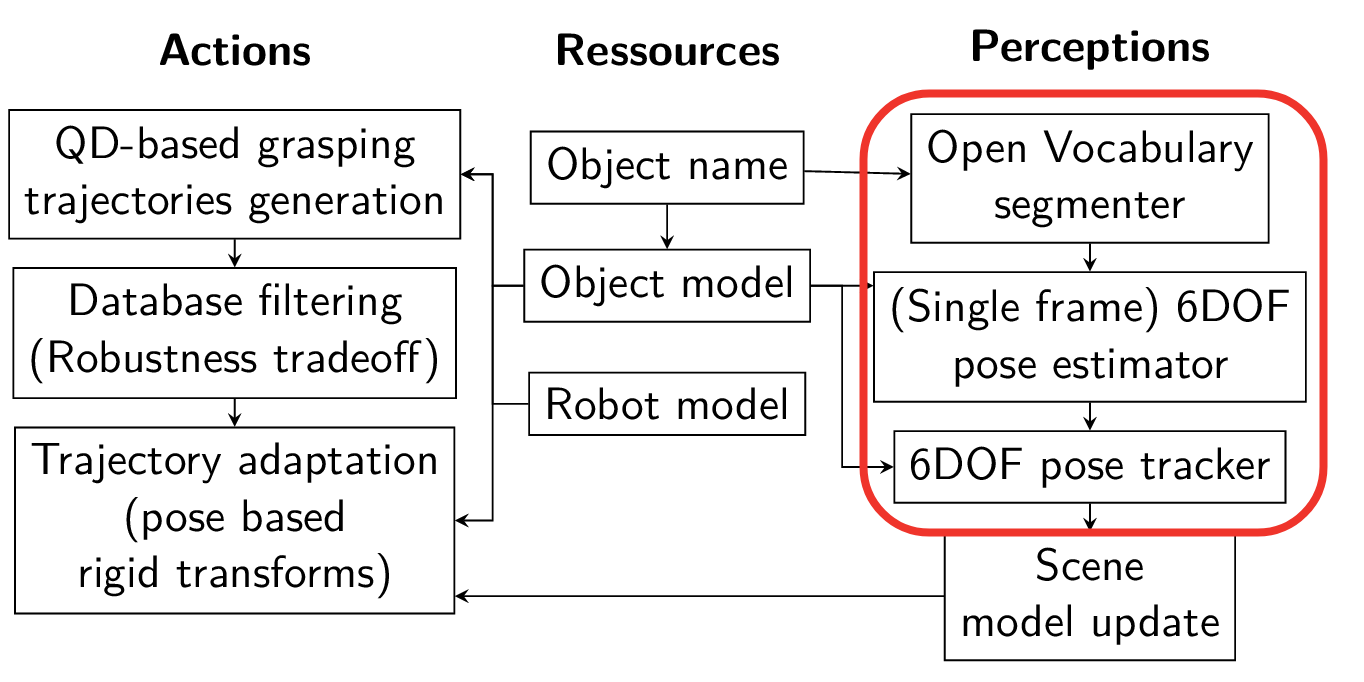 Actions
QD-based grasping
trajectories generation
Database filtering
(Robustness tradeoff)
Trajectory adaptation
(pose based
rigid transforms)
Ressources
Object name
Object model
Robot model
Perceptions
Open Vocabulary
segmenter
(Single frame) 6DOF
pose estimator
6DOF pose tracker
Scene
model update